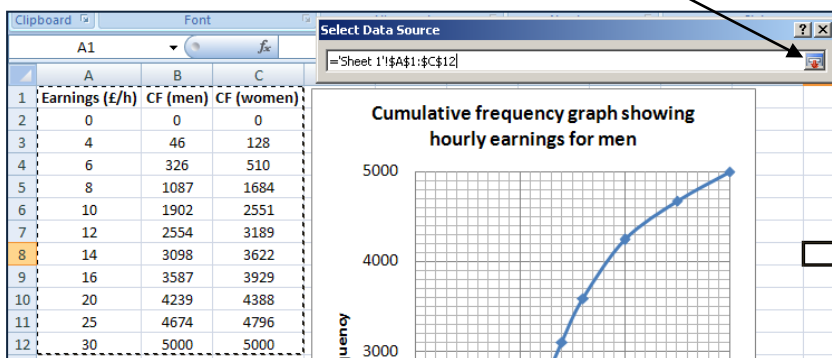 Clipboard Font
A1 fx
Select Data Source ? X
='Sheet 1'!$A$1:$C$12
A B C
1 Earnings (£/h) CF (men) CF (women)
2 0 0 0
3 4 46 128
4 6 326 510
5 8 1087 1684
6 10 1902 2551
7 12 2554 3189
8 14 3098 3622
9 16 3587 3929
10 20 4239 4388
11 25 4674 4796
12 30 5000 5000
Cumulative frequency graph showing
hourly earnings for men
5000
4000
3000